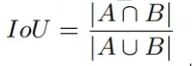 IoU = |A ∩ B| / |A ∪ B|